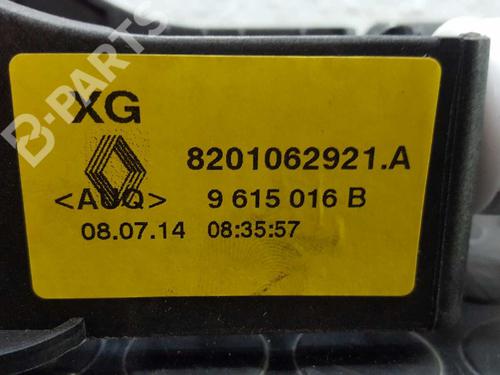 XG
8201062921.A
<AUQ> 9 615 016 B
08.07.14 08:35:57
B-PARTS